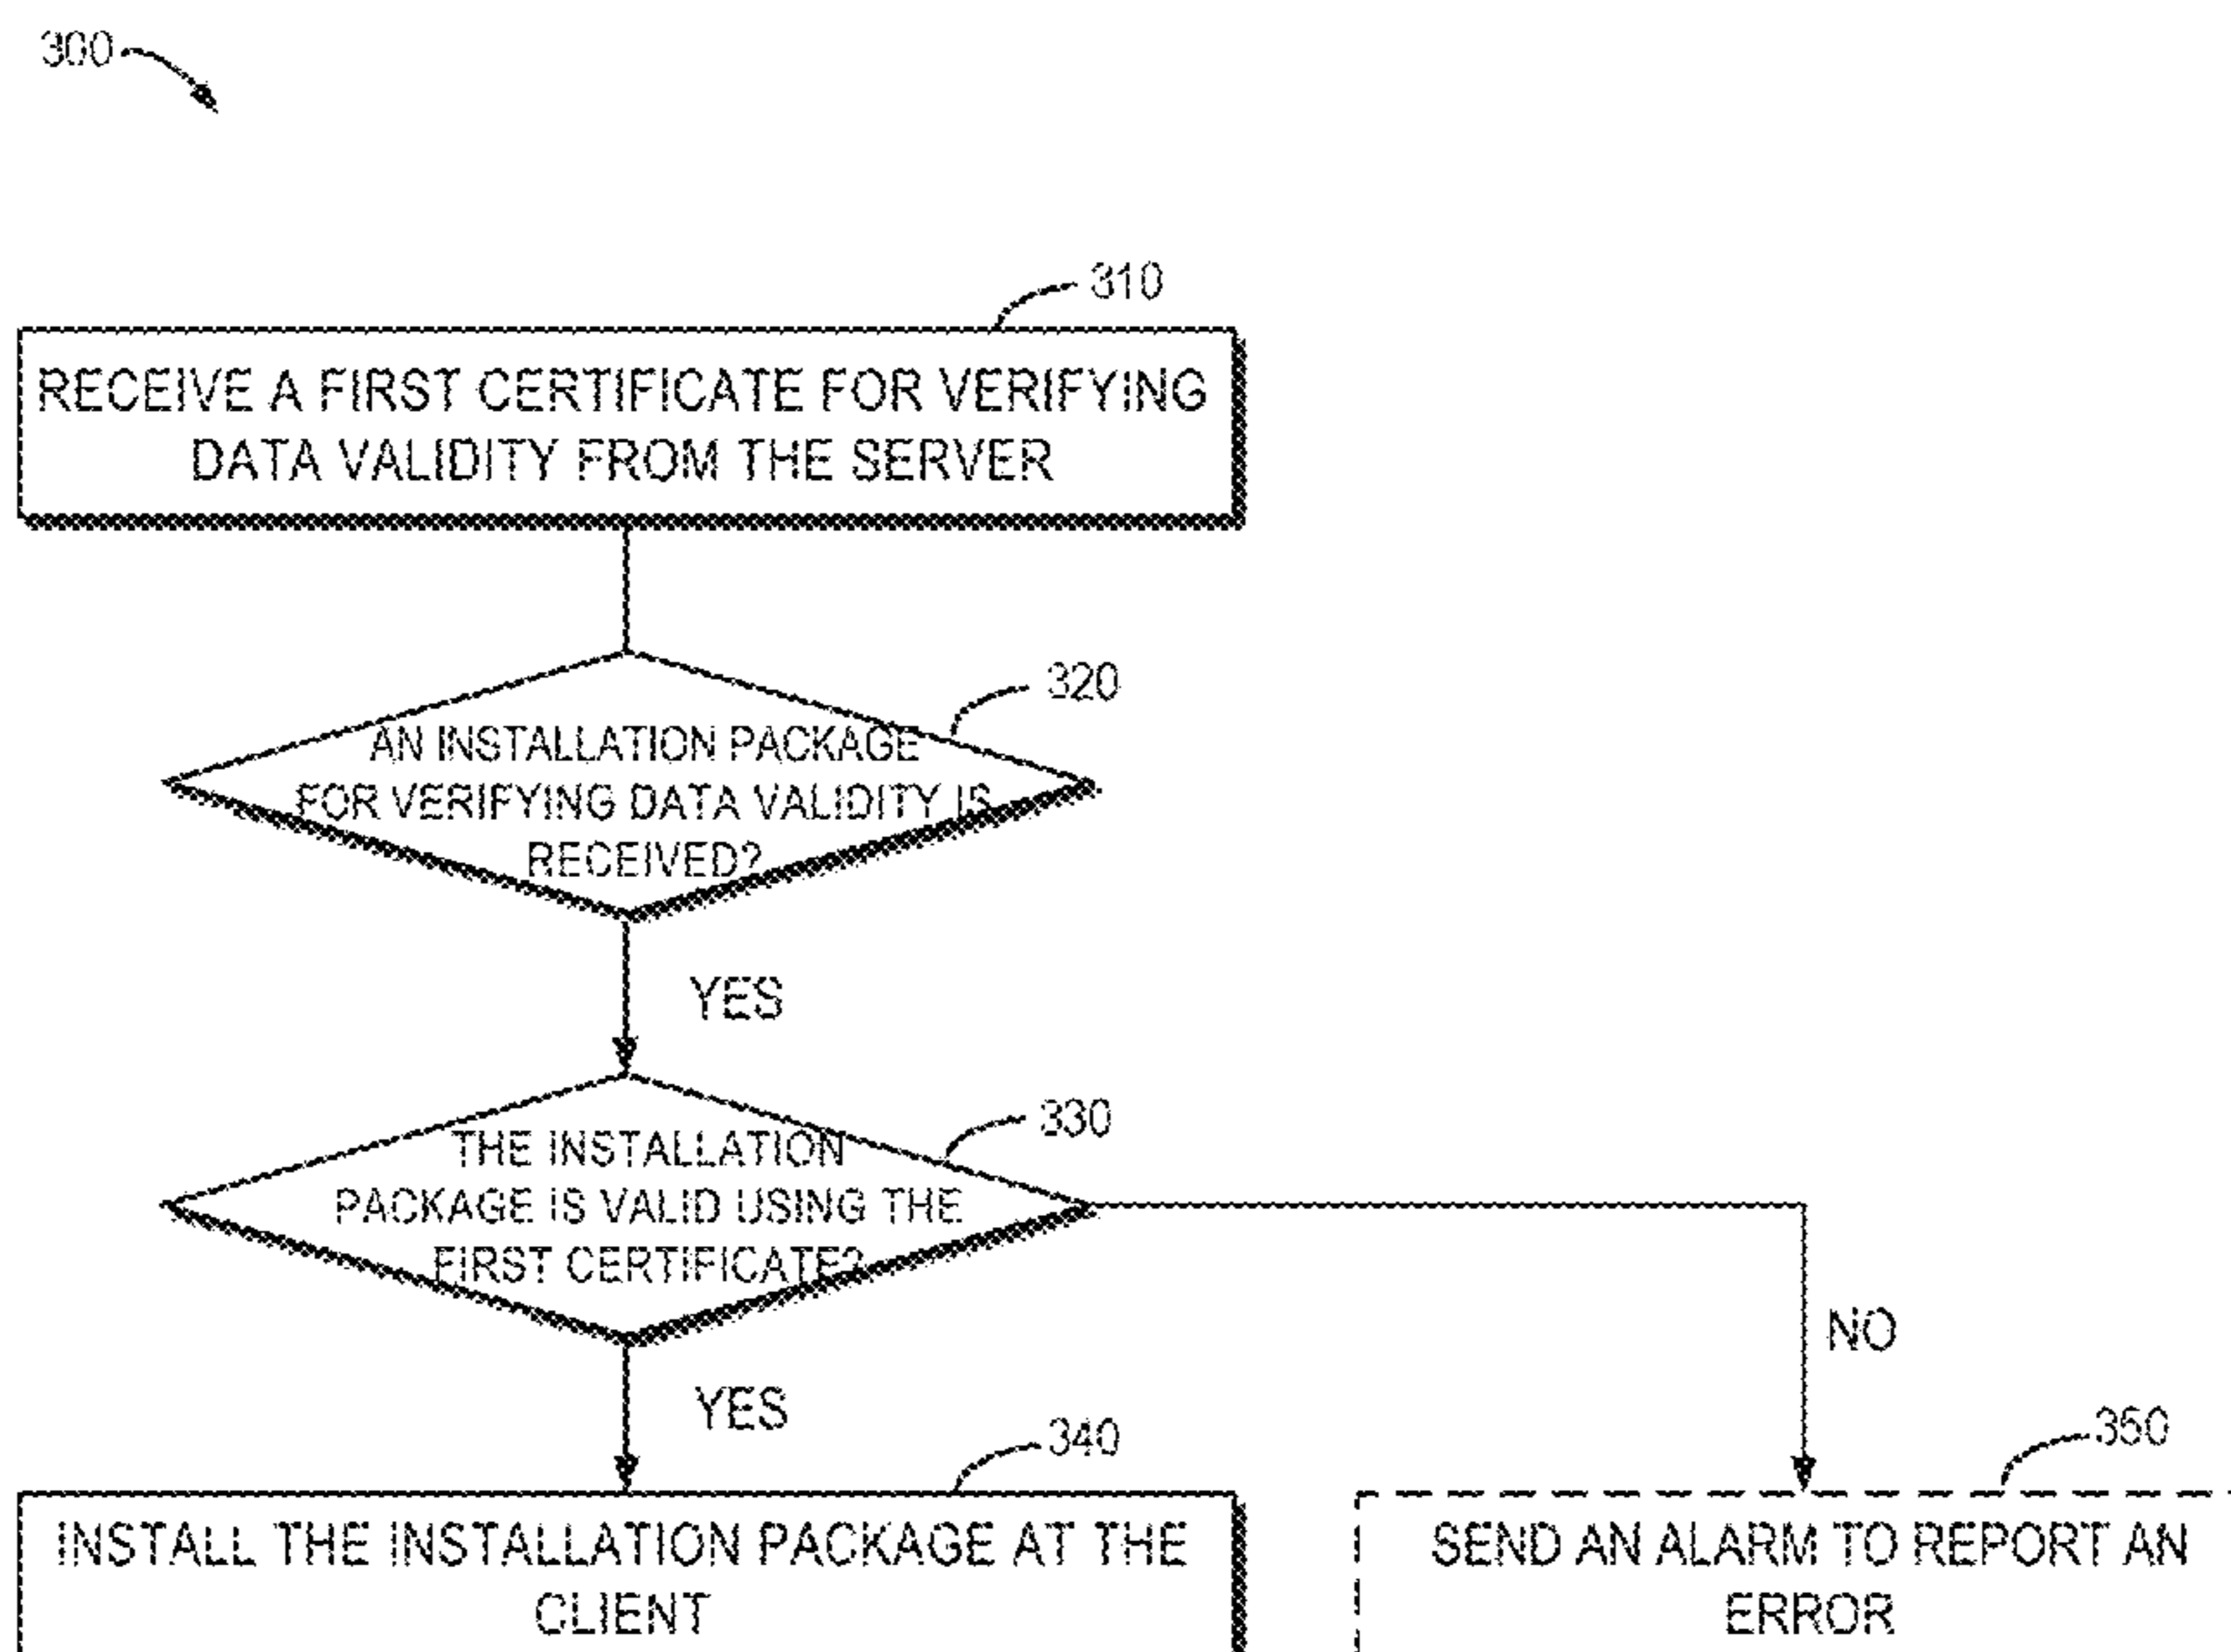 300
310
RECEIVE A FIRST CERTIFICATE FOR VERIFYING
DATA VALIDITY FROM THE SERVER
320
AN INSTALLATION PACKAGE
FOR VERIFYING DATA VALIDITY IS
RECEIVED?
YES
330
THE INSTALLATION
PACKAGE IS VALID USING THE
FIRST CERTIFICATE?
NO
YES
340
350
INSTALL THE INSTALLATION PACKAGE AT THE
CLIENT
SEND AN ALARM TO REPORT AN
ERROR